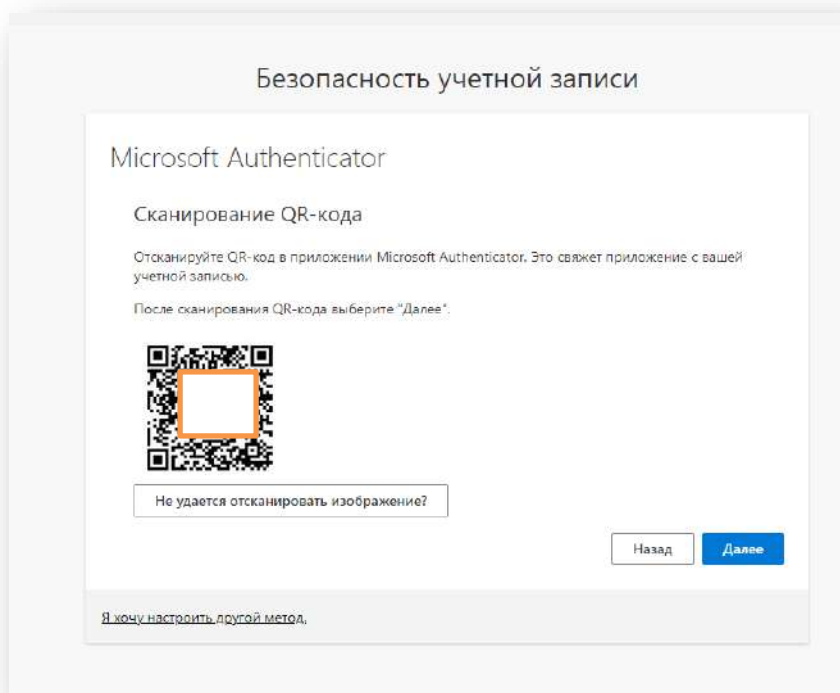 Безопасность учетной записи
Microsoft Authenticator
Сканирование QR-кода
Отсканируйте QR-код в приложении Microsoft Authenticator. Это свяжет приложение с вашей
учетной записью.
После сканирования QR-кода выберите "Далее".
Не удается отсканировать изображение?
Назад
Далее
Я хочу настроить другой метод.